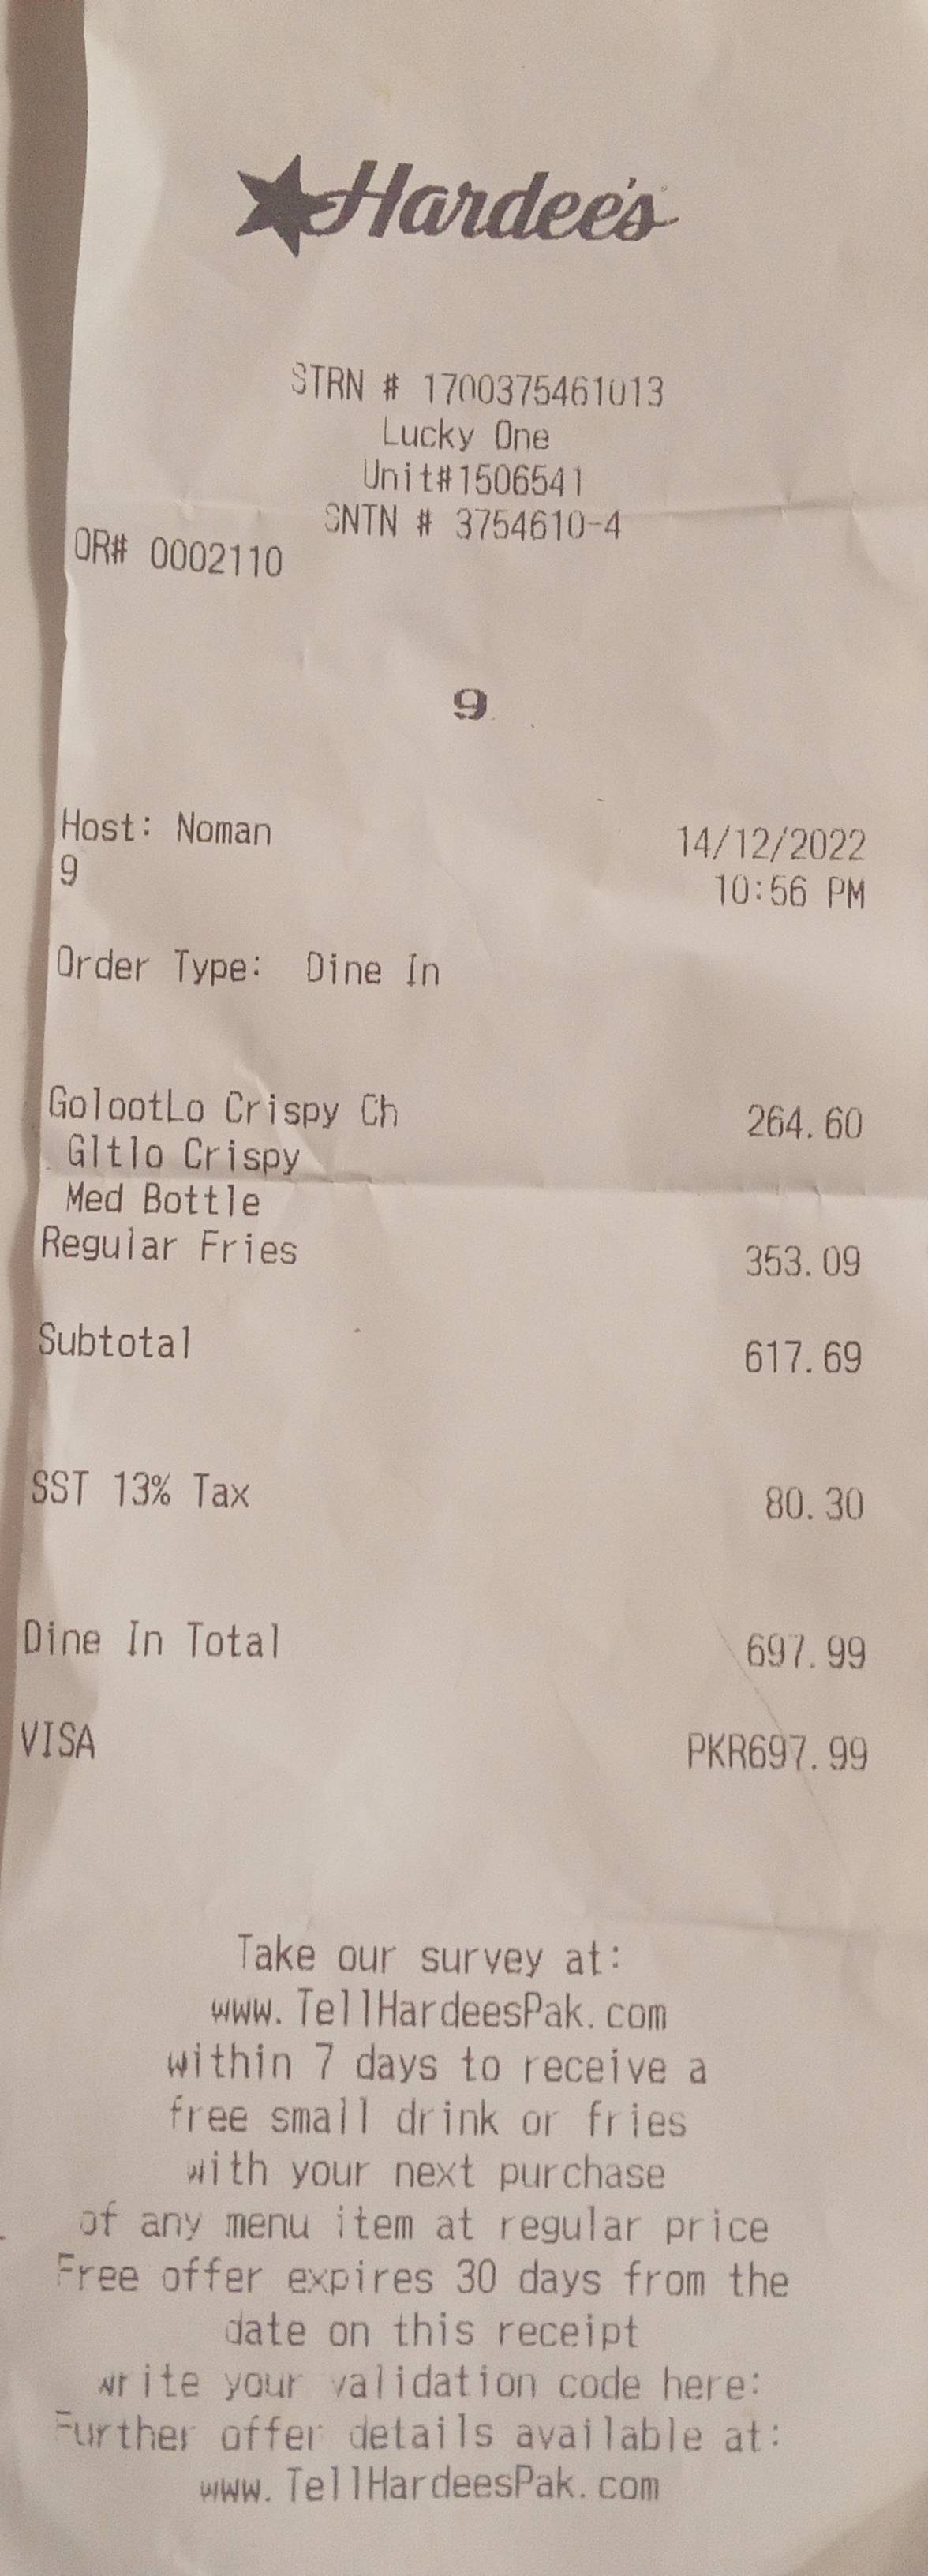 Hardee's
STRN # 1700375461013
Lucky One
Unit#1506541
SNTN # 3754610-4
OR# 0002110
9
Host: Noman 14/12/2022
9 10:56 PM
Order Type: Dine In
GolootLo Crispy Ch 264.60
Gltlo Crispy
Med Bottle
Regular Fries 353.09
Subtotal 617.69
SST 13% Tax 80.30
Dine In Total 697.99
VISA PKR697.99
Take our survey at:
www.TellHardeesPak.com
within 7 days to receive a
free small drink or fries
with your next purchase
of any menu item at regular price
Free offer expires 30 days from the
date on this receipt
write your validation code here:
Further offer details available at:
www.TellHardeesPak.com